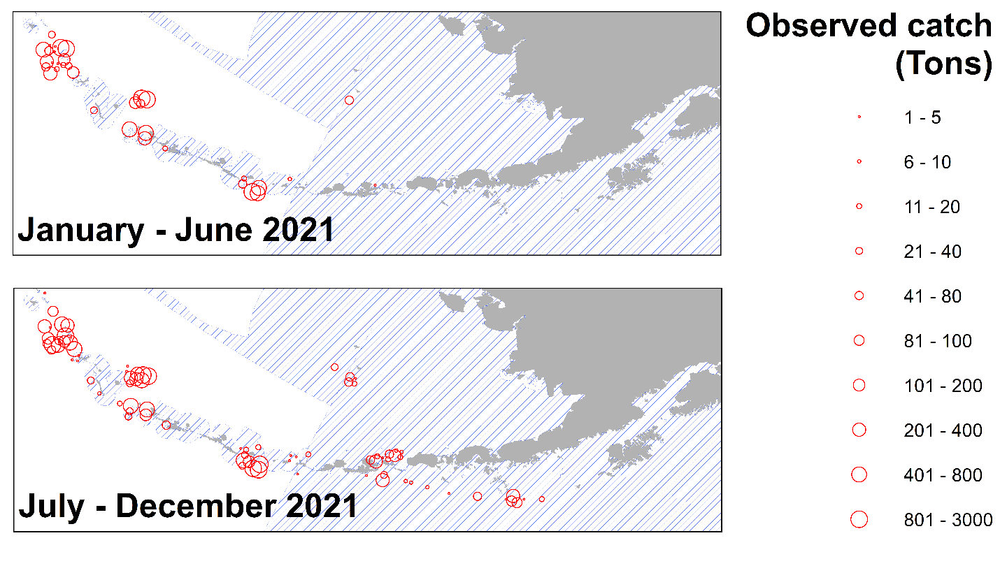 Observed catch
(Tons)
1 - 5
6 - 10
11 - 20
21 - 40
41 - 80
81 - 100
101 - 200
201 - 400
401 - 800
801 - 3000
January - June 2021
July - December 2021